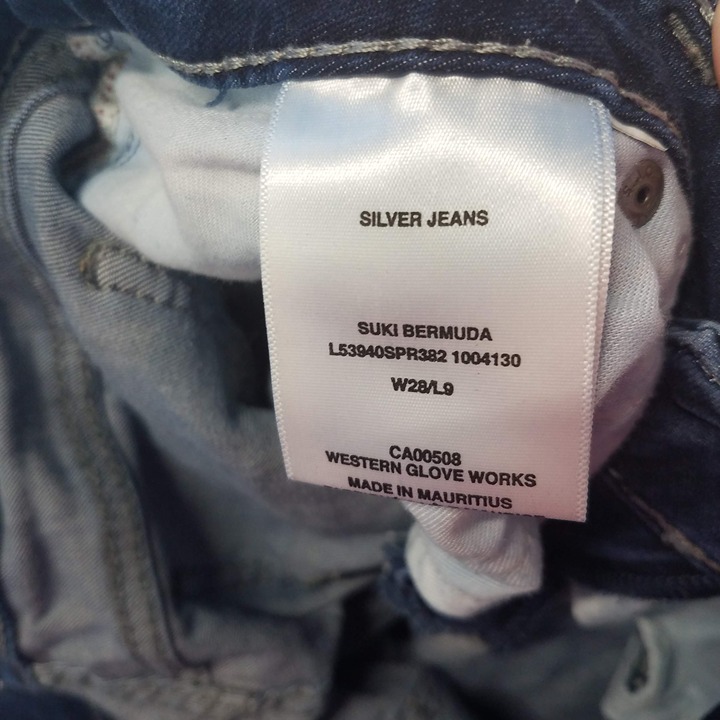 SILVER JEANS
SUKI BERMUDA
L53940SPR382 1004130
W28/L9
CA00508
WESTERN GLOVE WORKS
MADE IN MAURITIUS